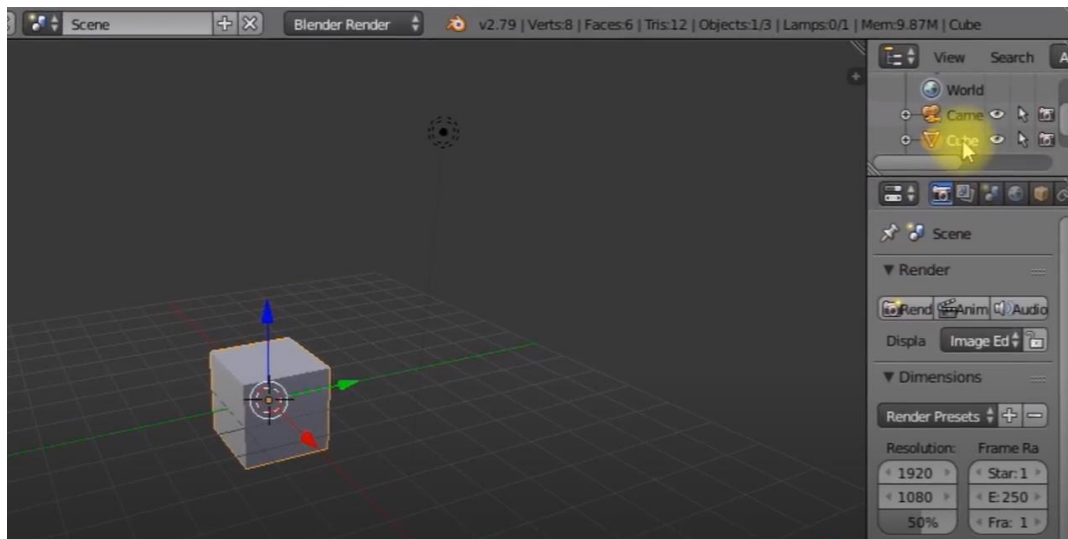 Scene Blender Render v2.79 | Verts:8 | Faces:6 | Tris:12 | Objects:1/3 | Lamps:0/1 | Mem:9.87M | Cube
View Search A
World
Came
Cube
Scene
Render
Rend Anim Audio
Displa Image Ed
Dimensions
Render Presets
Resolution: Frame Ra
1920 Star: 1
1080 E: 250
50% Fra: 1